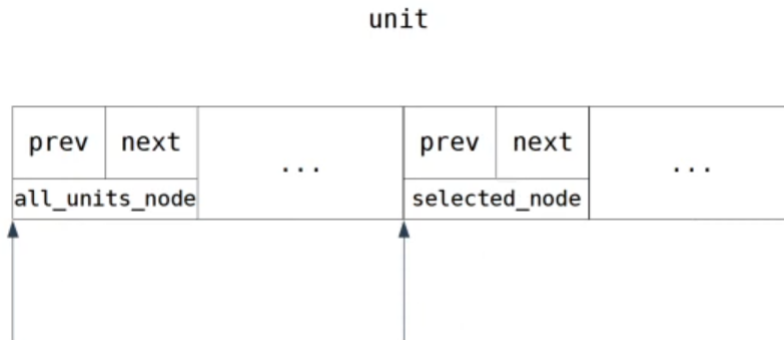 unit
prev next ... prev next ...
all_units_node selected_node